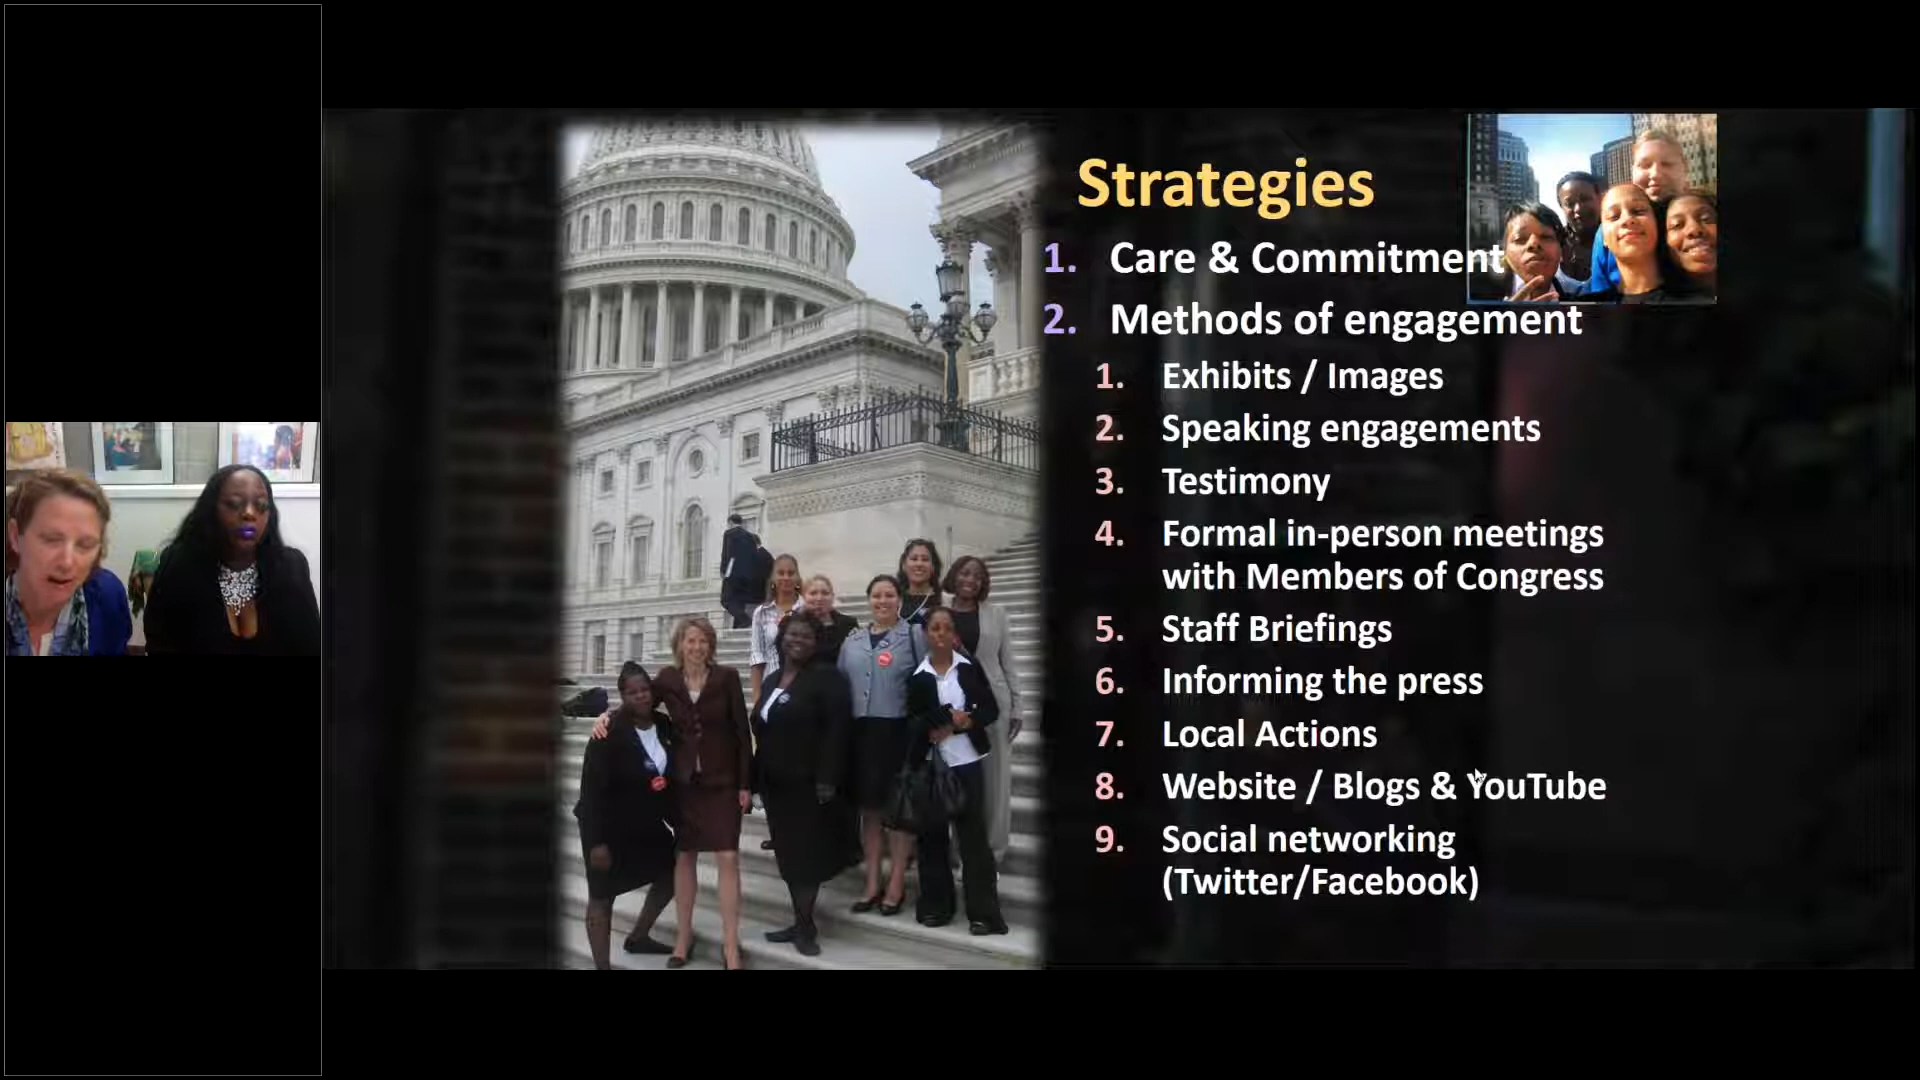 Strategies
1. Care & Commitment
2. Methods of engagement
1. Exhibits / Images
2. Speaking engagements
3. Testimony
4. Formal in-person meetings
with Members of Congress
5. Staff Briefings
6. Informing the press
7. Local Actions
8. Website / Blogs & YouTube
9. Social networking
(Twitter/Facebook)